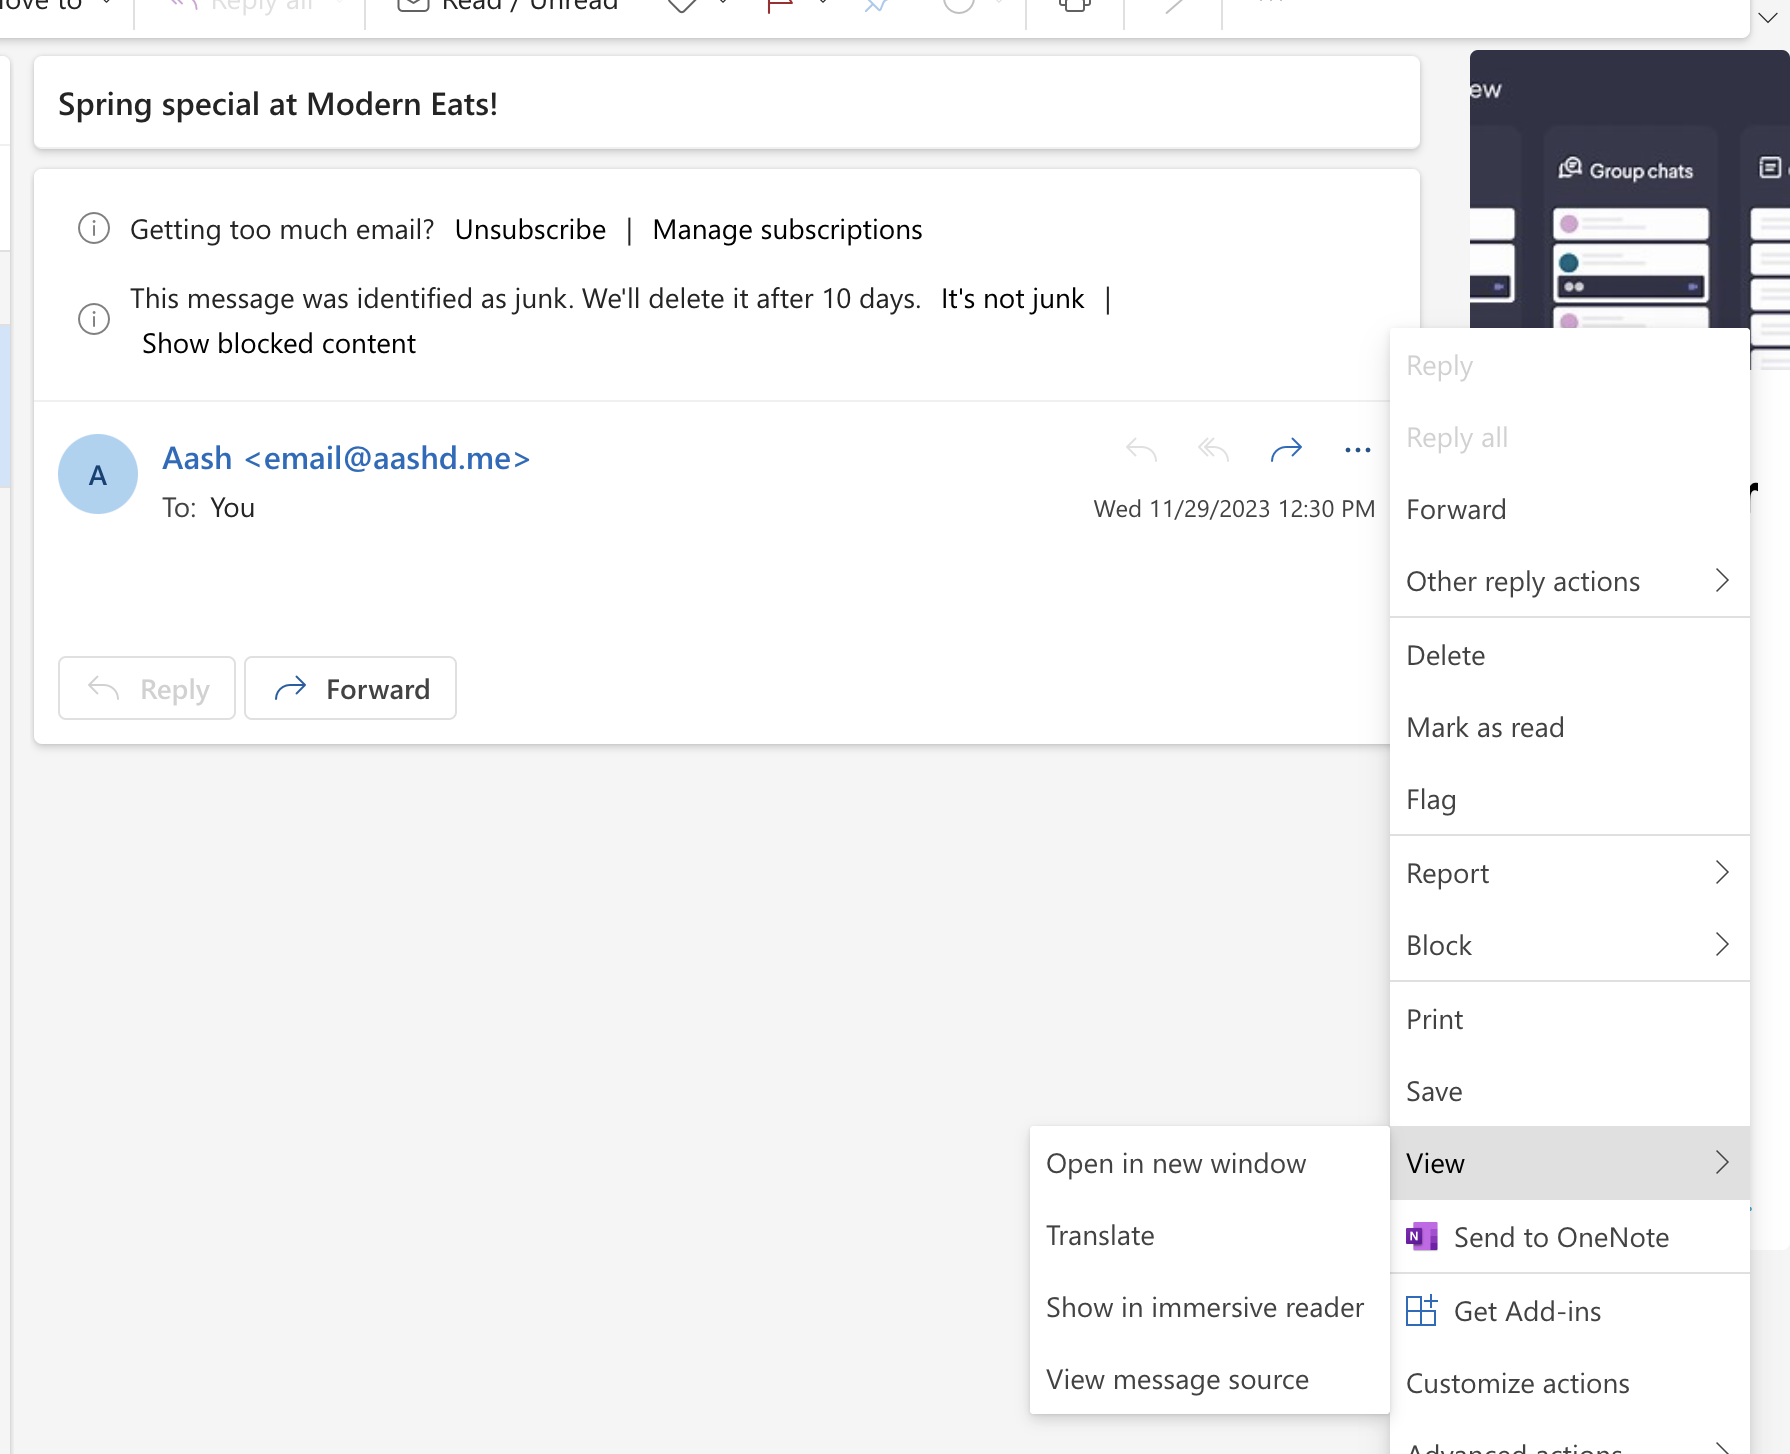 Reply all
Read / Unread
Spring special at Modern Eats!
Getting too much email? Unsubscribe | Manage subscriptions
This message was identified as junk. We'll delete it after 10 days. It's not junk |
Show blocked content
A
Aash <email@aashd.me>
To: You
Wed 11/29/2023 12:30 PM
Reply
Forward
Group chats
Reply
Reply all
Forward
Other reply actions
Delete
Mark as read
Flag
Report
Block
Print
Save
View
Send to OneNote
Get Add-ins
Customize actions
Advanced actions
Open in new window
Translate
Show in immersive reader
View message source